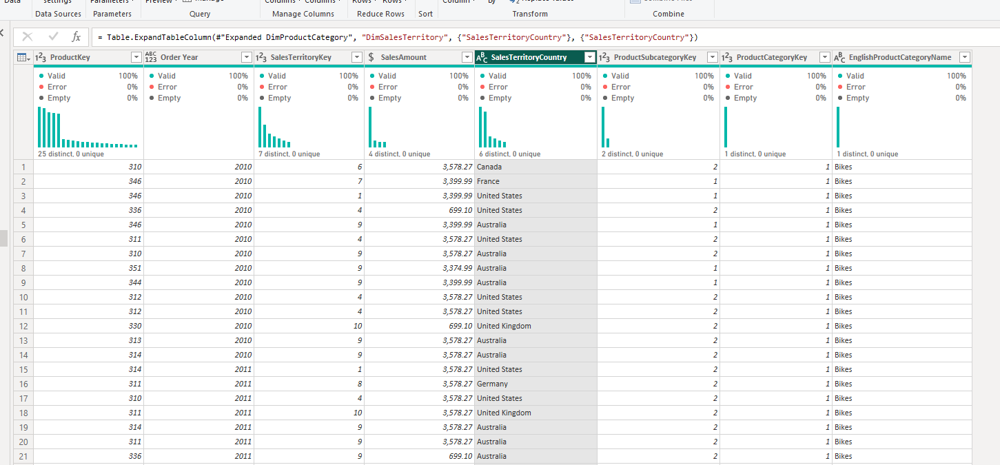 Data settings Parameters Preview Manage Columns Columns Rows Rows Column By Replace Values
Data Sources Parameters Query Manage Columns Reduce Rows Sort Transform Combine
fx = Table.ExpandTableColumn(#"Expanded DimProductCategory", "DimSalesTerritory", {"SalesTerritoryCountry"}, {"SalesTerritoryCountry"})
123 ProductKey ABC 123 Order Year 123 SalesTerritoryKey $ SalesAmount ABC SalesTerritoryCountry 123 ProductSubcategoryKey 123 ProductCategoryKey ABC EnglishProductCategoryName
Valid 100% Valid 100% Valid 100% Valid 100% Valid 100% Valid 100% Valid 100% Valid 100%
Error 0% Error 0% Error 0% Error 0% Error 0% Error 0% Error 0% Error 0%
Empty 0% Empty 0% Empty 0% Empty 0% Empty 0% Empty 0% Empty 0% Empty 0%
25 distinct, 0 unique 7 distinct, 0 unique 4 distinct, 0 unique 6 distinct, 0 unique 2 distinct, 0 unique 1 distinct, 0 unique 1 distinct, 0 unique
1 310 2010 6 3,578.27 Canada 2 1 Bikes
2 346 2010 7 3,399.99 France 1 1 Bikes
3 346 2010 1 3,399.99 United States 1 1 Bikes
4 336 2010 4 699.10 United States 2 1 Bikes
5 346 2010 9 3,399.99 Australia 1 1 Bikes
6 311 2010 4 3,578.27 United States 2 1 Bikes
7 310 2010 9 3,578.27 Australia 2 1 Bikes
8 351 2010 9 3,374.99 Australia 1 1 Bikes
9 344 2010 9 3,399.99 Australia 1 1 Bikes
10 312 2010 4 3,578.27 United States 2 1 Bikes
11 312 2010 4 3,578.27 United States 2 1 Bikes
12 330 2010 10 699.10 United Kingdom 2 1 Bikes
13 313 2010 9 3,578.27 Australia 2 1 Bikes
14 314 2010 9 3,578.27 Australia 2 1 Bikes
15 314 2011 1 3,578.27 United States 2 1 Bikes
16 311 2011 8 3,578.27 Germany 2 1 Bikes
17 310 2011 4 3,578.27 United States 2 1 Bikes
18 311 2011 10 3,578.27 United Kingdom 2 1 Bikes
19 314 2011 9 3,578.27 Australia 2 1 Bikes
20 311 2011 9 3,578.27 Australia 2 1 Bikes
21 336 2011 9 699.10 Australia 2 1 Bikes